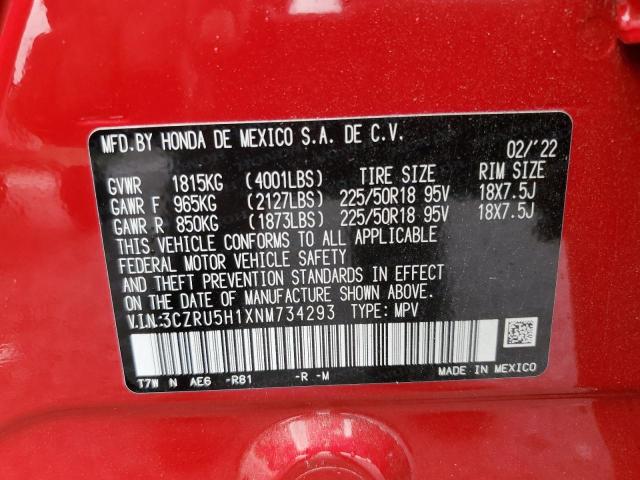 MFD. BY HONDA DE MEXICO S.A. DE C.V.
02/'22
GVWR 1815KG (4001LBS) TIRE SIZE RIM SIZE
GAWR F 965KG (2127LBS) 225/50R18 95V 18X7.5J
GAWR R 850KG (1873LBS) 225/50R18 95V 18X7.5J
THIS VEHICLE CONFORMS TO ALL APPLICABLE
FEDERAL MOTOR VEHICLE SAFETY
AND THEFT PREVENTION STANDARDS IN EFFECT
ON THE DATE OF MANUFACTURE SHOWN ABOVE.
V.I.N:3CZRU5H1XNM734293 TYPE: MPV
T7W N AE6 -R81 -R -M
MADE IN MEXICO